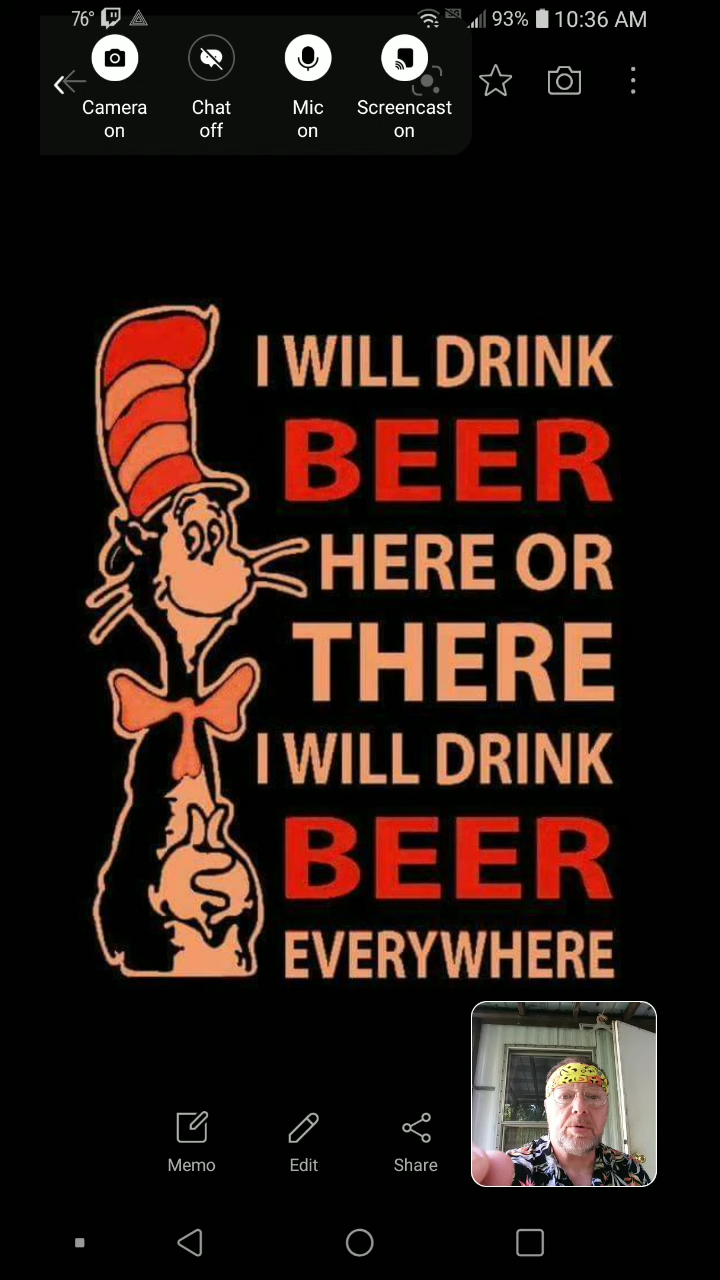 76° 93% 10:36 AM
Camera on
Chat off
Mic on
Screencast on
I WILL DRINK
BEER
HERE OR
THERE
I WILL DRINK
BEER
EVERYWHERE
Memo Edit Share